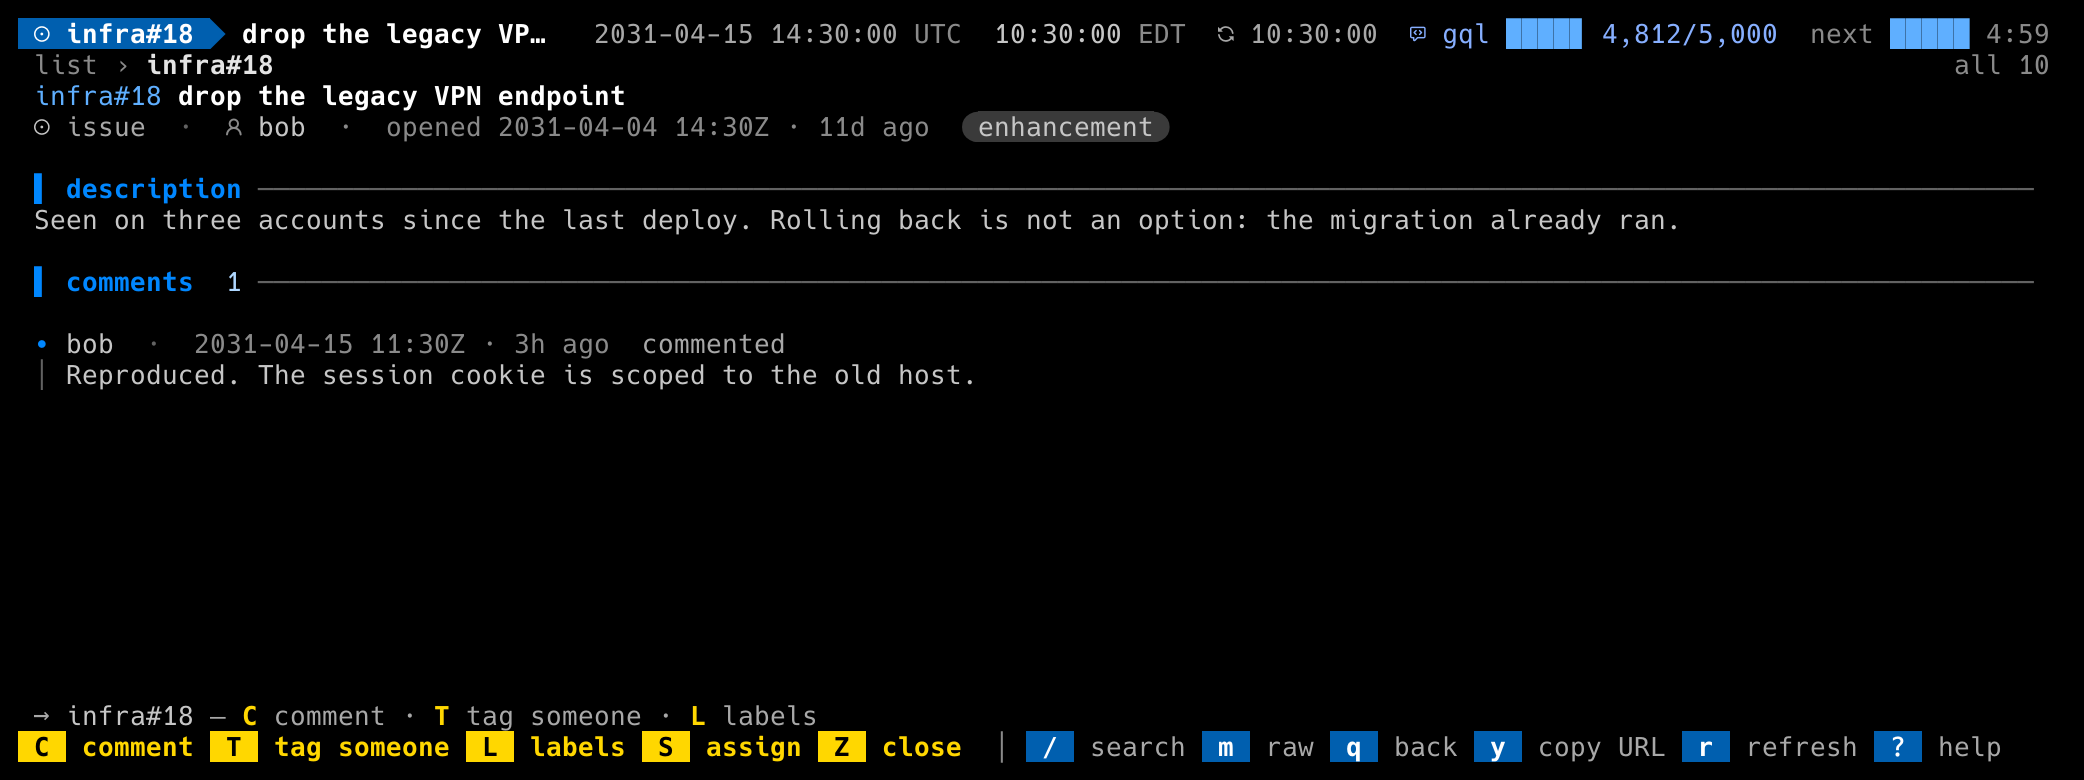 infra#18 drop the legacy VP… 2031-04-15 14:30:00 UTC 10:30:00 EDT 10:30:00 gql 4,812/5,000 next 4:59
list › infra#18 all 10
infra#18 drop the legacy VPN endpoint
issue · bob · opened 2031-04-04 14:30Z · 11d ago enhancement
description
Seen on three accounts since the last deploy. Rolling back is not an option: the migration already ran.
comments 1
• bob · 2031-04-15 11:30Z · 3h ago commented
Reproduced. The session cookie is scoped to the old host.
→ infra#18 — C comment · T tag someone · L labels
C comment T tag someone L labels S assign Z close │ / search m raw q back y copy URL r refresh ? help